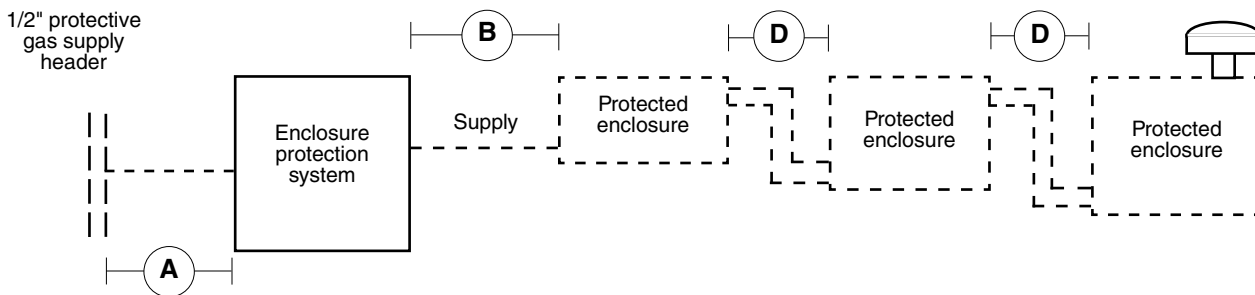 1/2" protective
gas supply
header
A
Enclosure
protection
system
B
Supply
Protected
enclosure
D
Protected
enclosure
D
Protected
enclosure